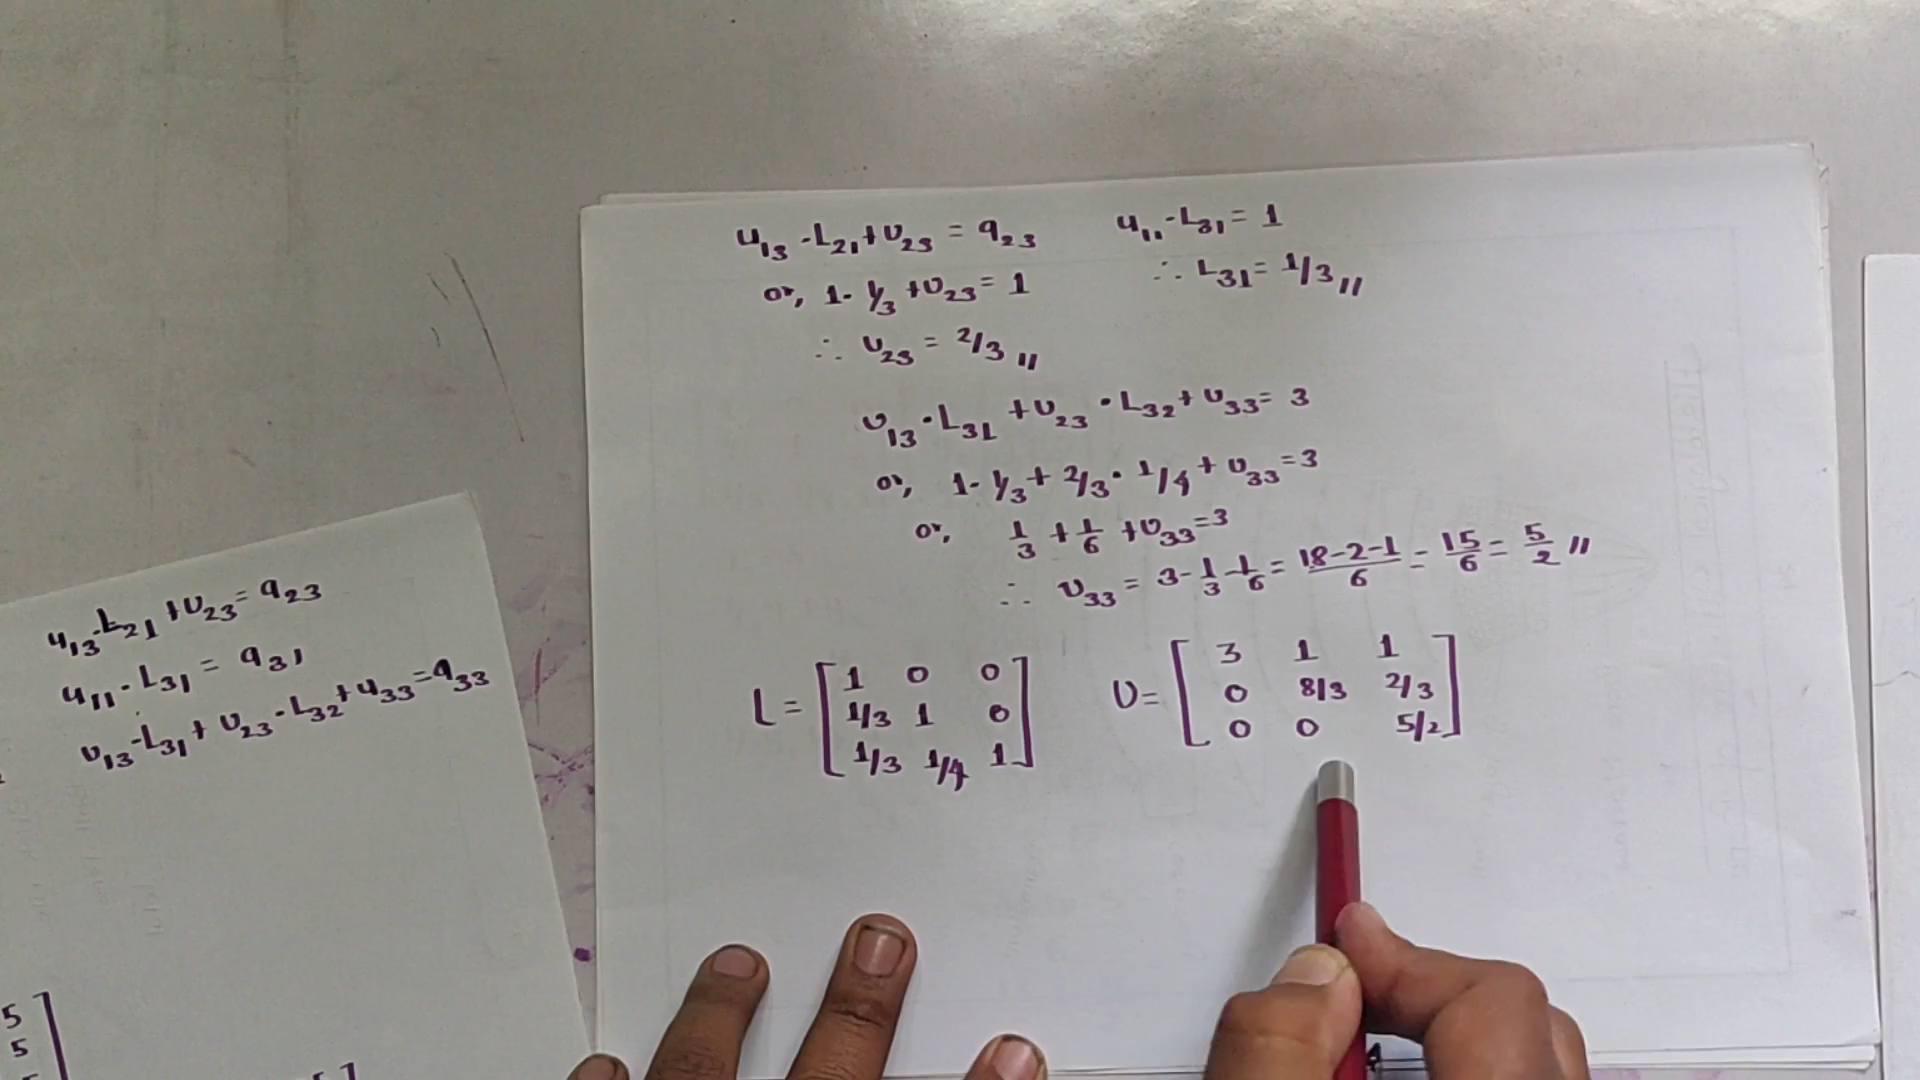 u₁₃·L₂₁+U₂₃ = a₂₃
or, 1·1/3+U₂₃=1
∴ U₂₃ = 2/3 //
u₁₁·L₃₁=1
∴ L₃₁=1/3 //
U₁₃·L₃₁+U₂₃·L₃₂+U₃₃=3
or, 1·1/3+2/3·1/4+U₃₃=3
or, 1/3+1/6+U₃₃=3
∴ U₃₃=3-1/3-1/6=(18-2-1)/6=15/6=5/2 //
L=[1 0 0
1/3 1 0
1/3 1/4 1]
U=[3 1 1
0 8/3 2/3
0 0 5/2]
u₁₃·L₂₁+U₂₃=a₂₃
u₁₁·L₃₁=a₃₁
U₁₃·L₃₁+U₂₃·L₃₂+u₃₃=a₃₃
5
5